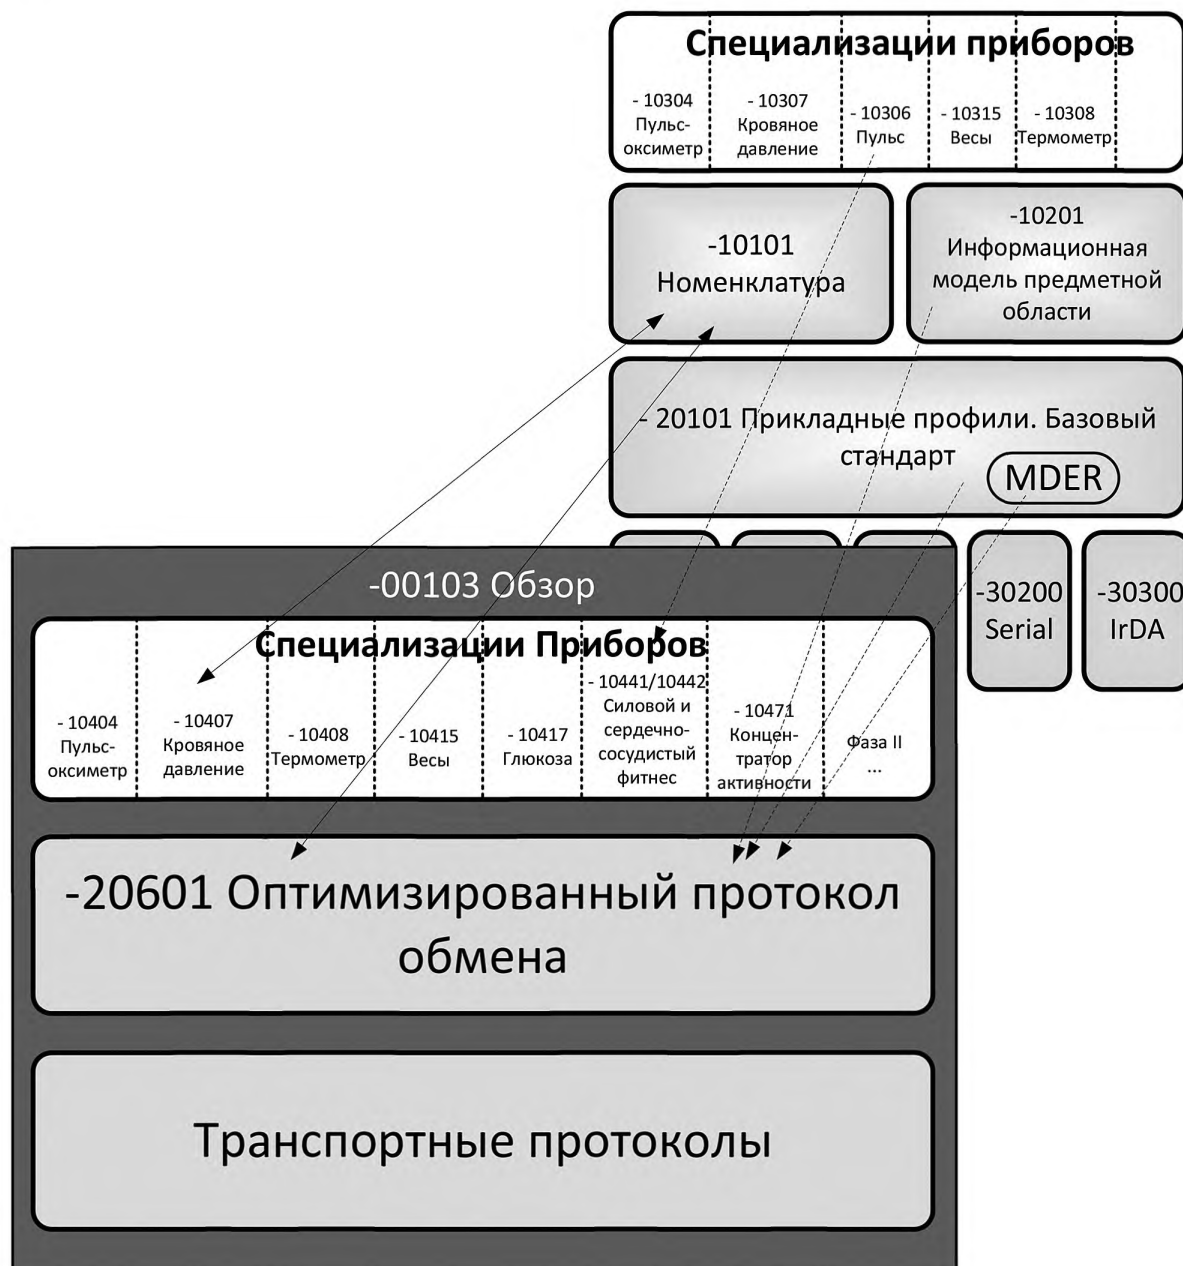 Специализации приборов
- 10304
Пульс-
оксиметр
- 10307
Кровяное
давление
- 10306
Пульс
- 10315
Весы
- 10308
Термометр
-10101
Номенклатура
-10201
Информационная
модель предметной
области
- 20101 Прикладные профили. Базовый
стандарт
MDER
-30200
Serial
-30300
IrDA
-00103 Обзор
Специализации Приборов
- 10404
Пульс-
оксиметр
- 10407
Кровяное
давление
- 10408
Термометр
- 10415
Весы
- 10417
Глюкоза
- 10441/10442
Силовой и
сердечно-
сосудистый
фитнес
- 10471
Концен-
тратор
активности
Фаза II
...
-20601 Оптимизированный протокол
обмена
Транспортные протоколы